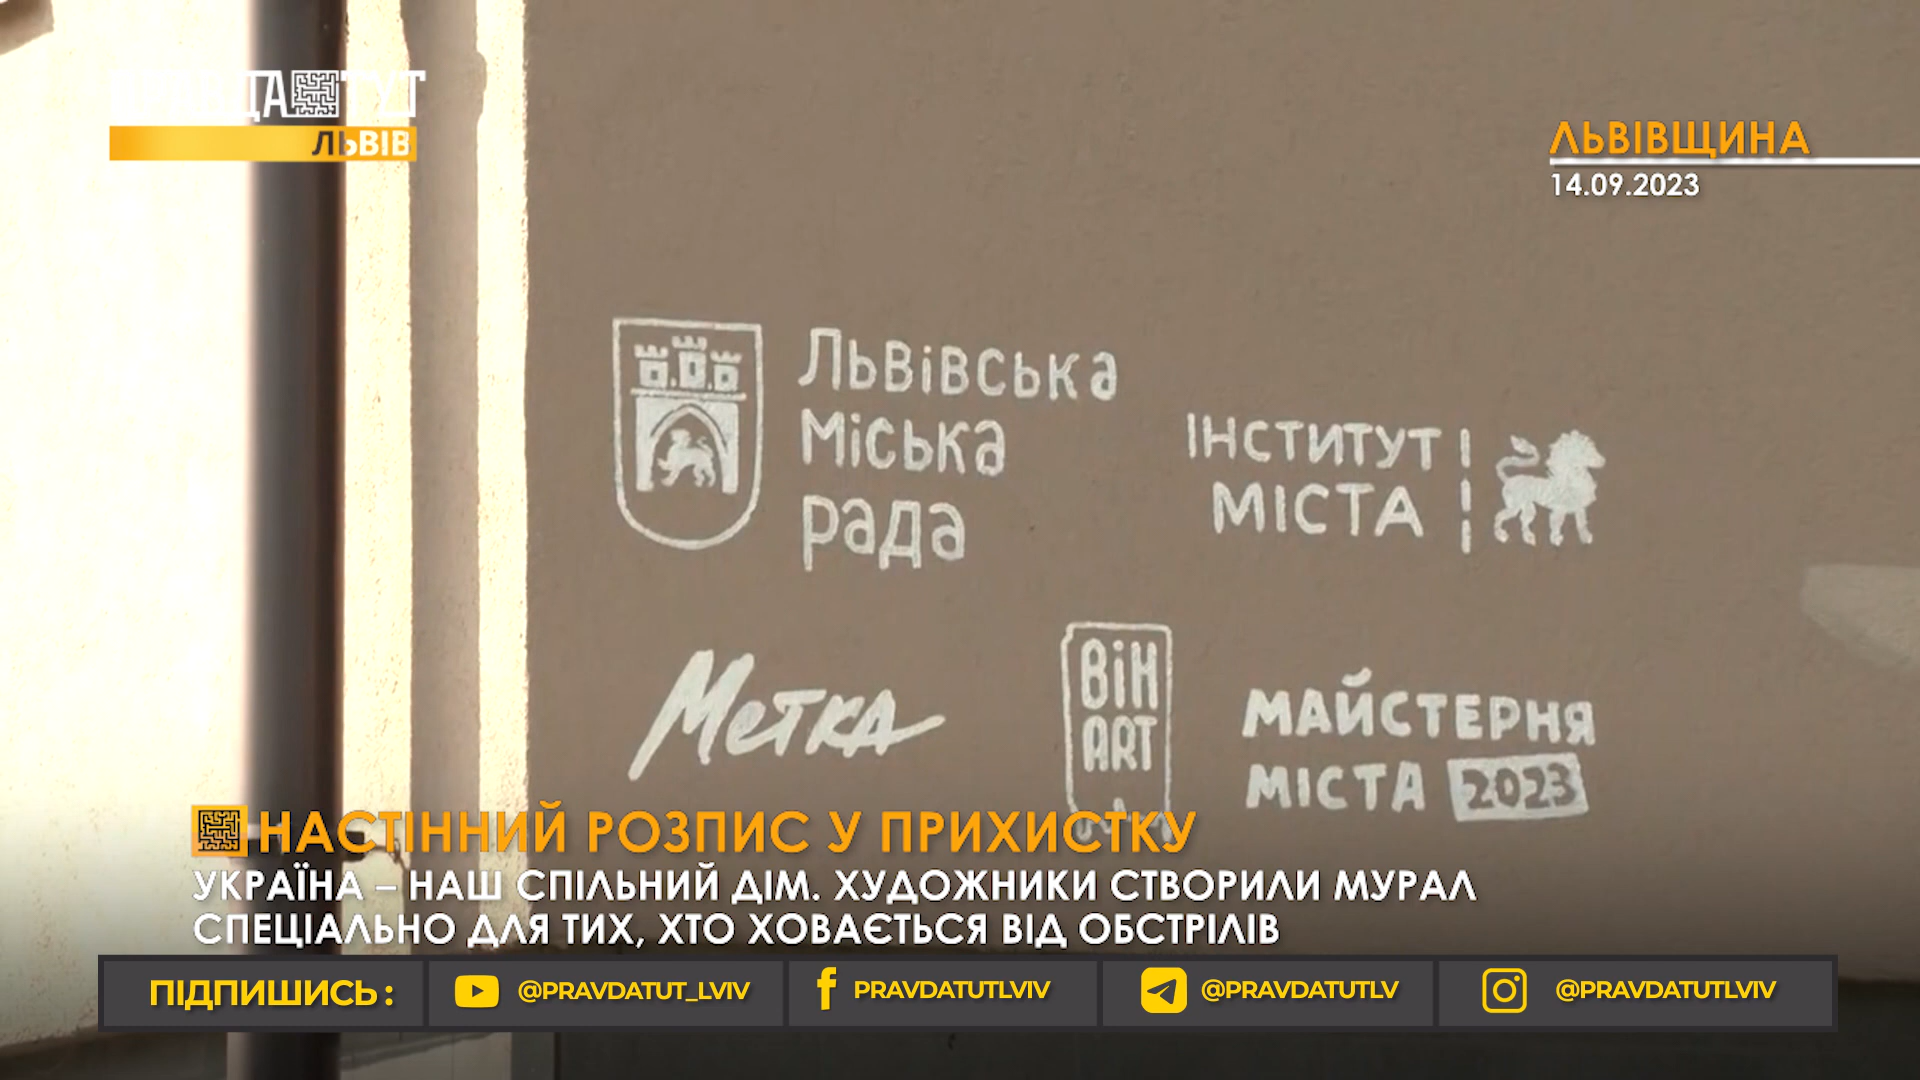 ПРАВДА ТУТ
ЛЬВІВ
ЛЬВІВЩИНА
14.09.2023
Львівська
міська
рада
ІНСТИТУТ
МІСТА
Метка
ВІН
ART
МАЙСТЕРНЯ
МІСТА 2023
НАСТІННИЙ РОЗПИС У ПРИХИСТКУ
УКРАЇНА – НАШ СПІЛЬНИЙ ДІМ. ХУДОЖНИКИ СТВОРИЛИ МУРАЛ
СПЕЦІАЛЬНО ДЛЯ ТИХ, ХТО ХОВАЄТЬСЯ ВІД ОБСТРІЛІВ
ПІДПИШИСЬ: @PRAVDATUT_LVIV PRAVDATUTLVIV @PRAVDATUTLV @PRAVDATUTLVIV